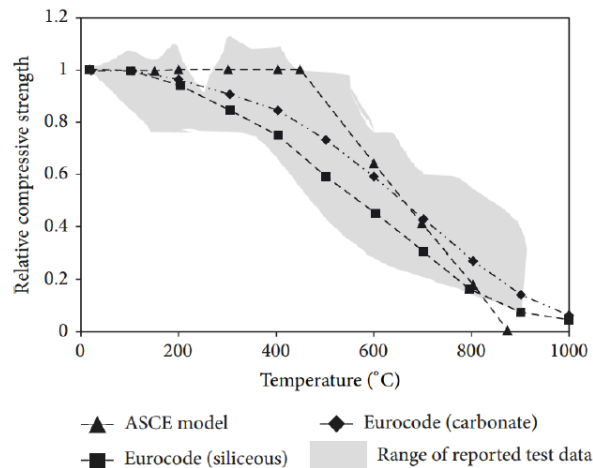 1.2
1
0.8
0.6
0.4
0.2
0
Relative compressive strength
0
200
400
600
800
1000
Temperature (˚C)
ASCE model
Eurocode (carbonate)
Eurocode (siliceous)
Range of reported test data